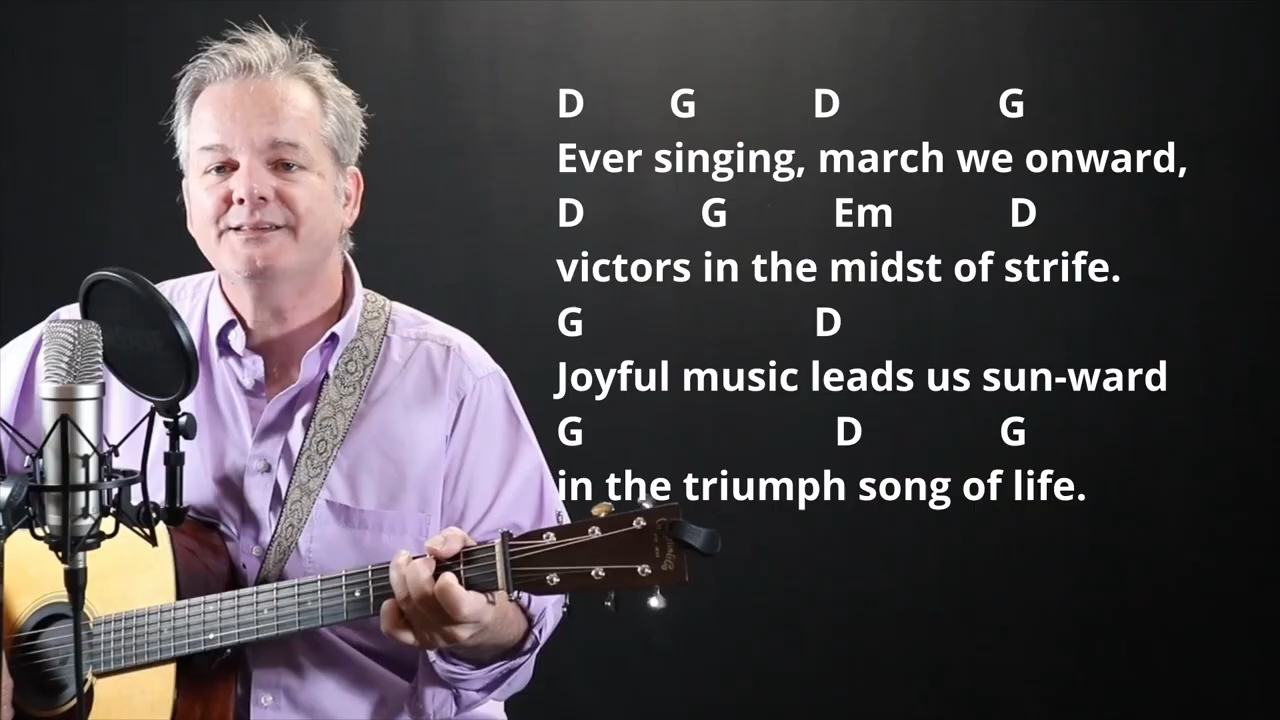 D G D G
Ever singing, march we onward,
D G Em D
victors in the midst of strife.
G D
Joyful music leads us sun-ward
G D G
in the triumph song of life.